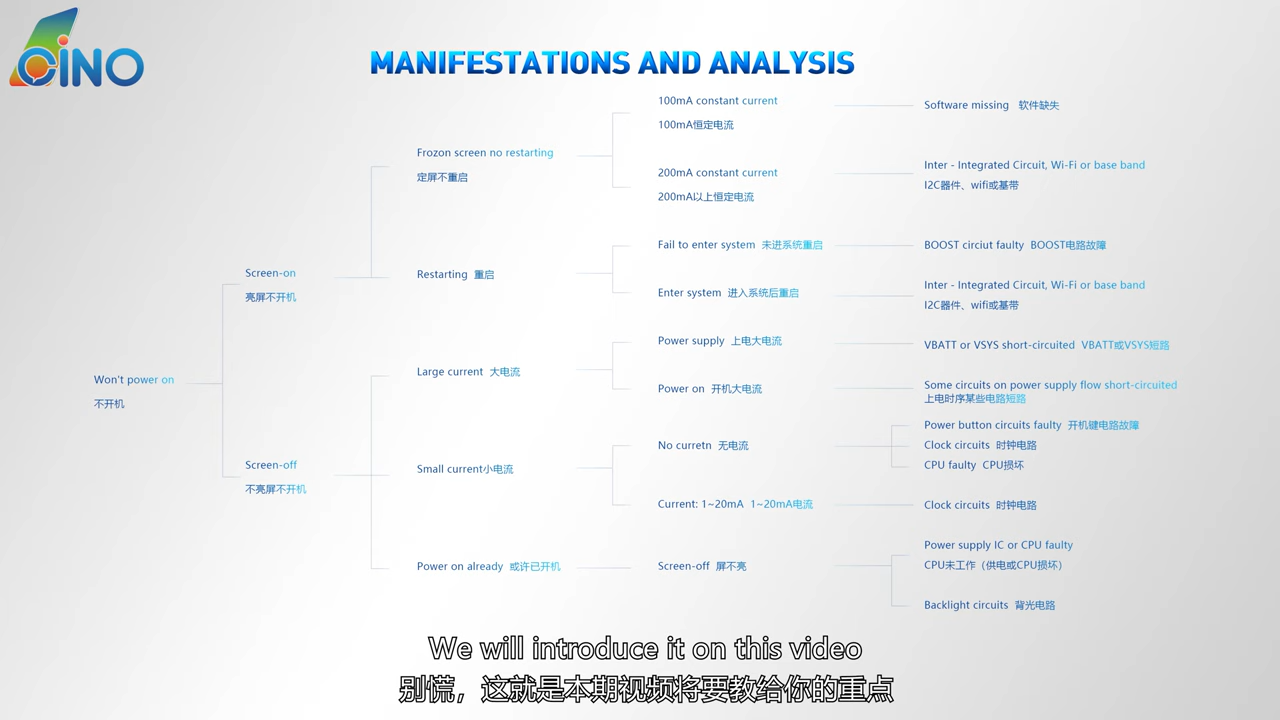 CINO
MANIFESTATIONS AND ANALYSIS
Won't power on
不开机
Screen-on
亮屏不开机
Frozon screen no restarting
定屏不重启
100mA constant current
100mA恒定电流
Software missing 软件缺失
200mA constant current
200mA以上恒定电流
Inter - Integrated Circuit, Wi-Fi or base band
I2C器件、wifi或基带
Restarting 重启
Fail to enter system 未进系统重启
BOOST circiut faulty BOOST电路故障
Enter system 进入系统后重启
Inter - Integrated Circuit, Wi-Fi or base band
I2C器件、wifi或基带
Screen-off
不亮屏不开机
Large current 大电流
Power supply 上电大电流
VBATT or VSYS short-circuited VBATT或VSYS短路
Power on 开机大电流
Some circuits on power supply flow short-circuited
上电时序某些电路短路
Small current小电流
No curretn 无电流
Power button circuits faulty 开机键电路故障
Clock circuits 时钟电路
CPU faulty CPU损坏
Current: 1~20mA 1~20mA电流
Clock circuits 时钟电路
Power on already 或许已开机
Screen-off 屏不亮
Power supply IC or CPU faulty
CPU未工作（供电或CPU损坏）
Backlight circuits 背光电路
We will introduce it on this video
别慌，这就是本期视频将要教给你的重点